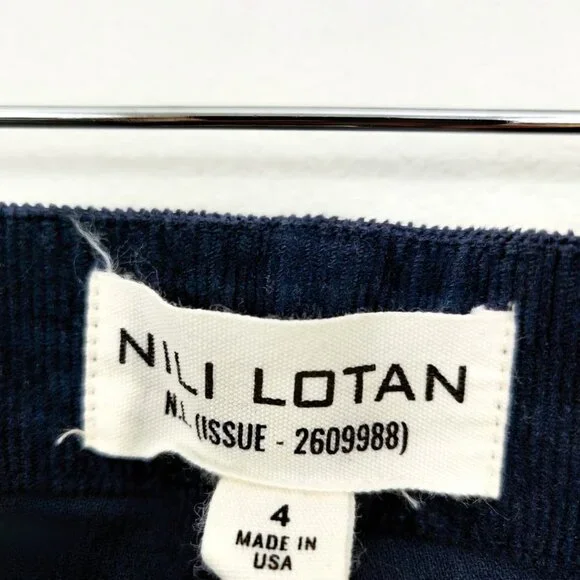 NILI LOTAN
N.L. (ISSUE - 2609988)
4
MADE IN
USA